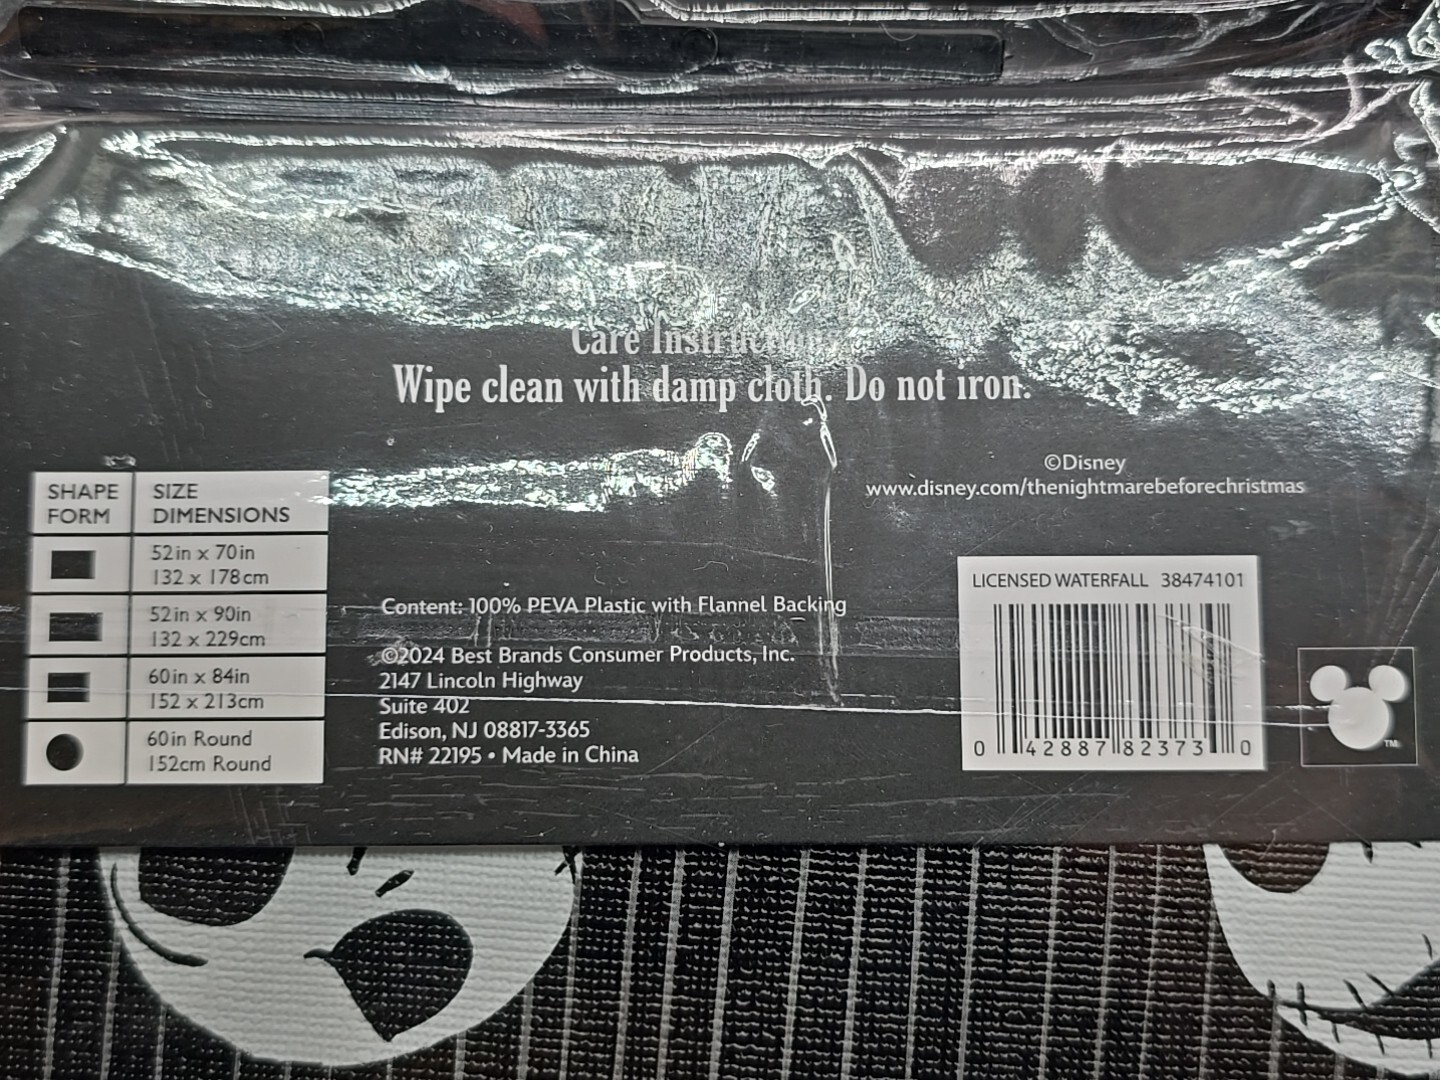 Care Instructions:
Wipe clean with damp cloth. Do not iron.
©Disney
www.disney.com/thenightmarebeforechristmas
SHAPE FORM
SIZE DIMENSIONS
52in x 70in
132 x 178cm
52in x 90in
132 x 229cm
60in x 84in
152 x 213cm
60in Round
152cm Round
Content: 100% PEVA Plastic with Flannel Backing
©2024 Best Brands Consumer Products, Inc.
2147 Lincoln Highway
Suite 402
Edison, NJ 08817-3365
RN# 22195 • Made in China
LICENSED WATERFALL 38474101
0 42887 82373 0
TM